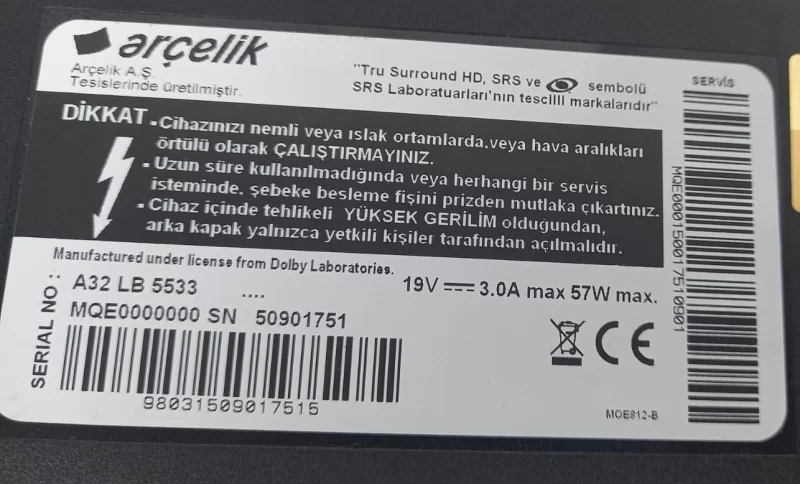 arçelik
Arçelik A.Ş.
Tesislerinde üretilmiştir.
"Tru Surround HD, SRS ve sembolü
SRS Laboratuarları'nın tescilli markalarıdır"
SERVİS
DİKKAT
•Cihazınızı nemli veya ıslak ortamlarda,veya hava aralıkları
örtülü olarak ÇALIŞTIRMAYINIZ.
•Uzun süre kullanılmadığında veya herhangi bir servis
isteminde, şebeke besleme fişini prizden mutlaka çıkartınız.
•Cihaz içinde tehlikeli YÜKSEK GERİLİM olduğundan,
arka kapak yalnızca yetkili kişiler tarafından açılmalıdır.
Manufactured under license from Dolby Laboratories.
A32 LB 5533 ....
19V 3.0A max 57W max.
SERIAL NO.:
MQE0000000 SN 50901751
98031509017515
CE
MOE812-B
MQE000150017510901